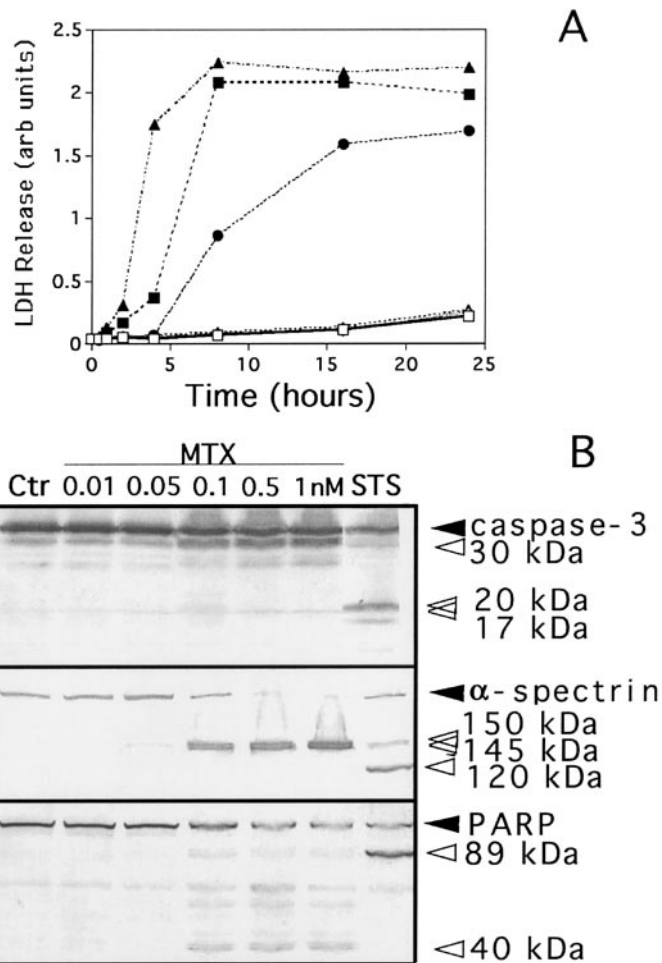 A
2.5
2
1.5
1
0.5
0
LDH Release (arb units)
0 5 10 15 20 25
Time (hours)
B
MTX
Ctr 0.01 0.05 0.1 0.5 1 nM STS
caspase-3
30 kDa
20 kDa
17 kDa
α-spectrin
150 kDa
145 kDa
120 kDa
PARP
89 kDa
40 kDa